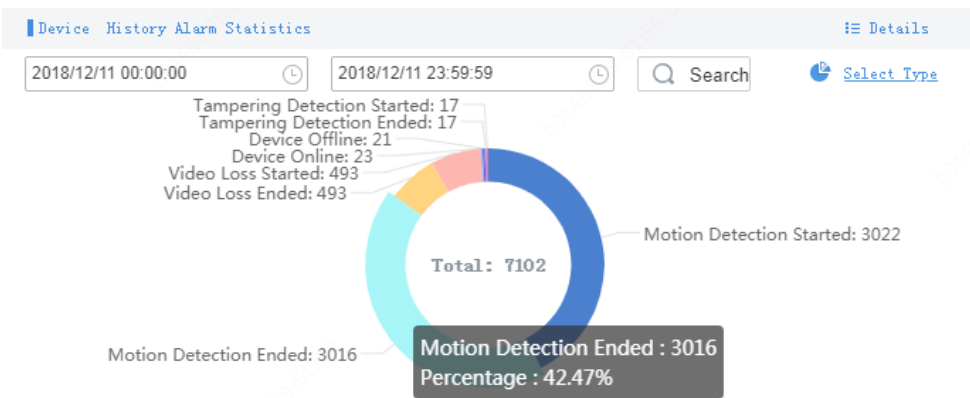 Device History Alarm Statistics
Details
2018/12/11 00:00:00
2018/12/11 23:59:59
Search
Select Type
Tampering Detection Started: 17
Tampering Detection Ended: 17
Device Offline: 21
Device Online: 23
Video Loss Started: 493
Video Loss Ended: 493
Motion Detection Started: 3022
Total: 7102
Motion Detection Ended: 3016
Motion Detection Ended : 3016
Percentage : 42.47%